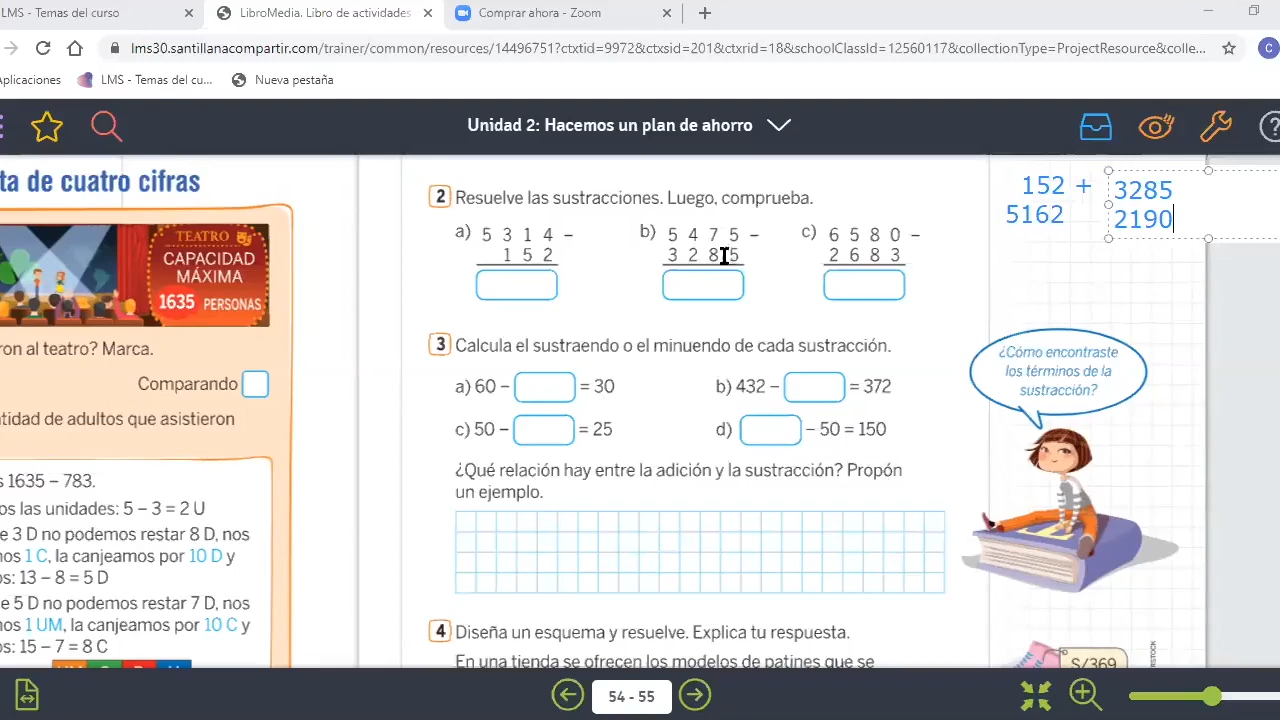 LMS - Temas del curso
LibroMedia. Libro de actividades
Comprar ahora - Zoom
lms30.santillanacompartir.com/trainer/common/resources/14496751?ctxtid=9972&ctxsid=201&ctxrid=18&schoolClassId=12560117&collectionType=ProjectResource&colle...
C
plicaciones
LMS - Temas del cu...
Nueva pestaña
Unidad 2: Hacemos un plan de ahorro
?
ta de cuatro cifras
TEATRO
CAPACIDAD
MÁXIMA
1635 PERSONAS
ron al teatro? Marca.
Comparando
ntidad de adultos que asistieron
s 1635 – 783.
os las unidades: 5 – 3 = 2 U
e 3 D no podemos restar 8 D, nos
mos 1 C, la canjeamos por 10 D y
os: 13 – 8 = 5 D
e 5 D no podemos restar 7 D, nos
mos 1 UM, la canjeamos por 10 C y
os: 15 – 7 = 8 C
2 Resuelve las sustracciones. Luego, comprueba.
a) 5 3 1 4 –
1 5 2
b) 5 4 7 5 –
3 2 8 5
c) 6 5 8 0 –
2 6 8 3
3 Calcula el sustraendo o el minuendo de cada sustracción.
a) 60 – = 30
b) 432 – = 372
c) 50 – = 25
d) – 50 = 150
¿Qué relación hay entre la adición y la sustracción? Propón
un ejemplo.
4 Diseña un esquema y resuelve. Explica tu respuesta.
En una tienda se ofrecen los modelos de patines que se
152 +
5162
3285
2190
¿Cómo encontraste
los términos de la
sustracción?
S/369
54 - 55